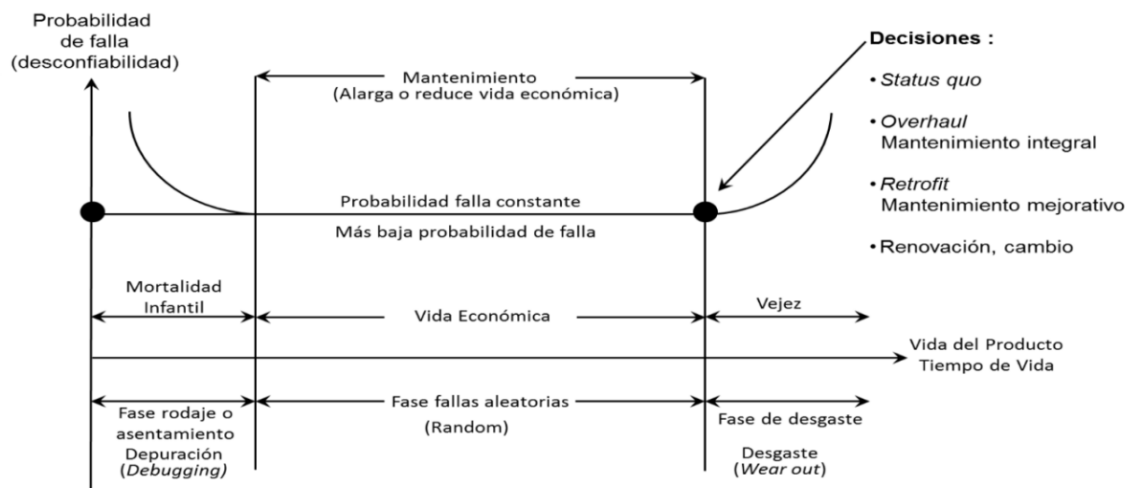 Probabilidad
de falla
(desconfiabilidad)
Mantenimiento
(Alarga o reduce vida económica)
Decisiones :
• Status quo
• Overhaul
Mantenimiento integral
• Retrofit
Mantenimiento mejorativo
• Renovación, cambio
Probabilidad falla constante
Más baja probabilidad de falla
Mortalidad
Infantil
Vida Económica
Vejez
Vida del Producto
Tiempo de Vida
Fase rodaje o
asentamiento
Depuración
(Debugging)
Fase fallas aleatorias
(Random)
Fase de desgaste
Desgaste
(Wear out)